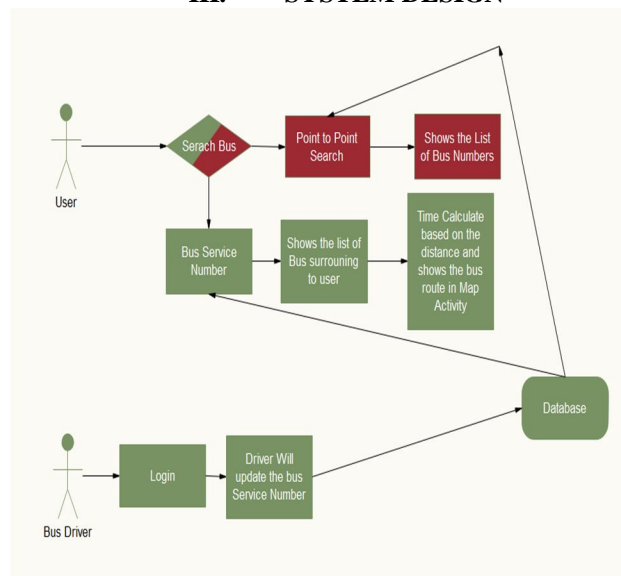 III. SYSTEM DESIGN
Serach Bus
Point to Point
Search
Shows the List
of Bus Numbers
User
Bus Service
Number
Shows the list of
Bus surrouning
to user
Time Calculate
based on the
distance and
shows the bus
route in Map
Activity
Database
Login
Driver Will
update the bus
Service Number
Bus Driver